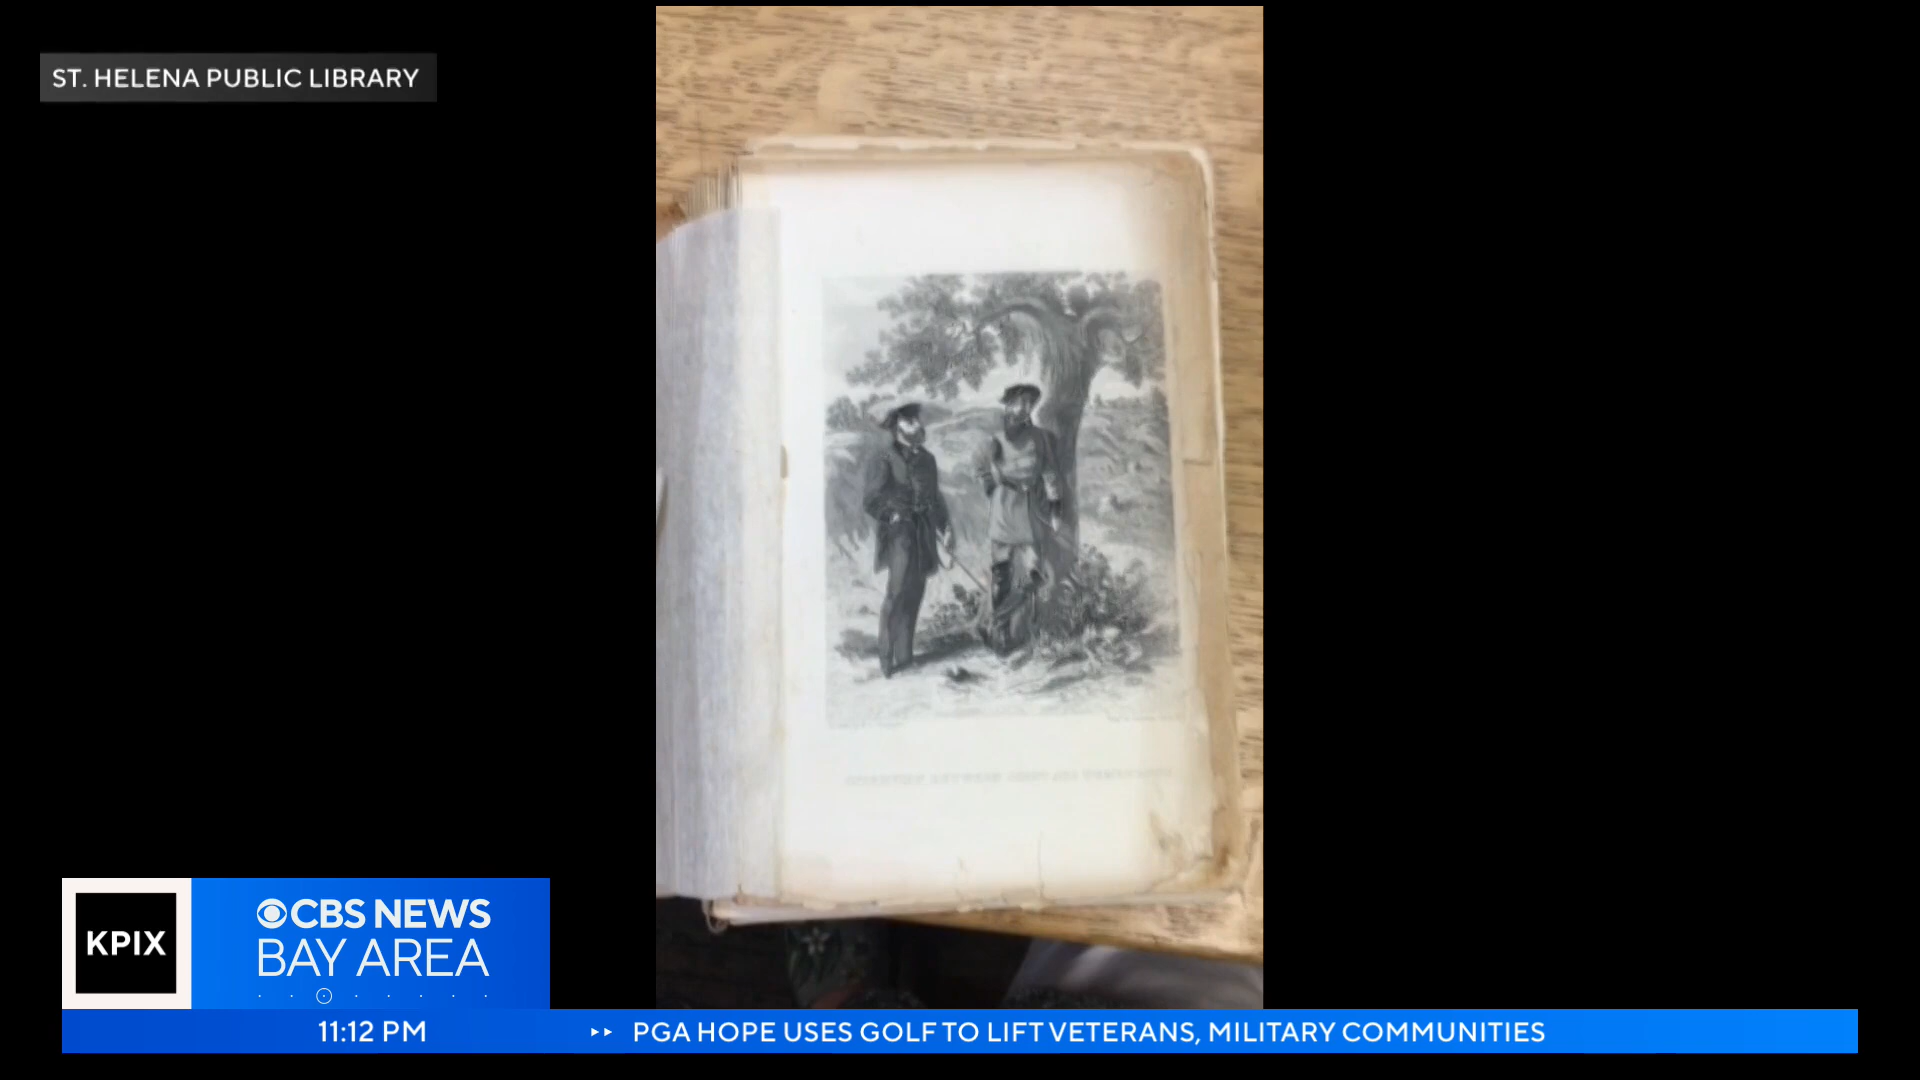 ST. HELENA PUBLIC LIBRARY
KPIX
CBS NEWS
BAY AREA
11:12 PM
PGA HOPE USES GOLF TO LIFT VETERANS, MILITARY COMMUNITIES